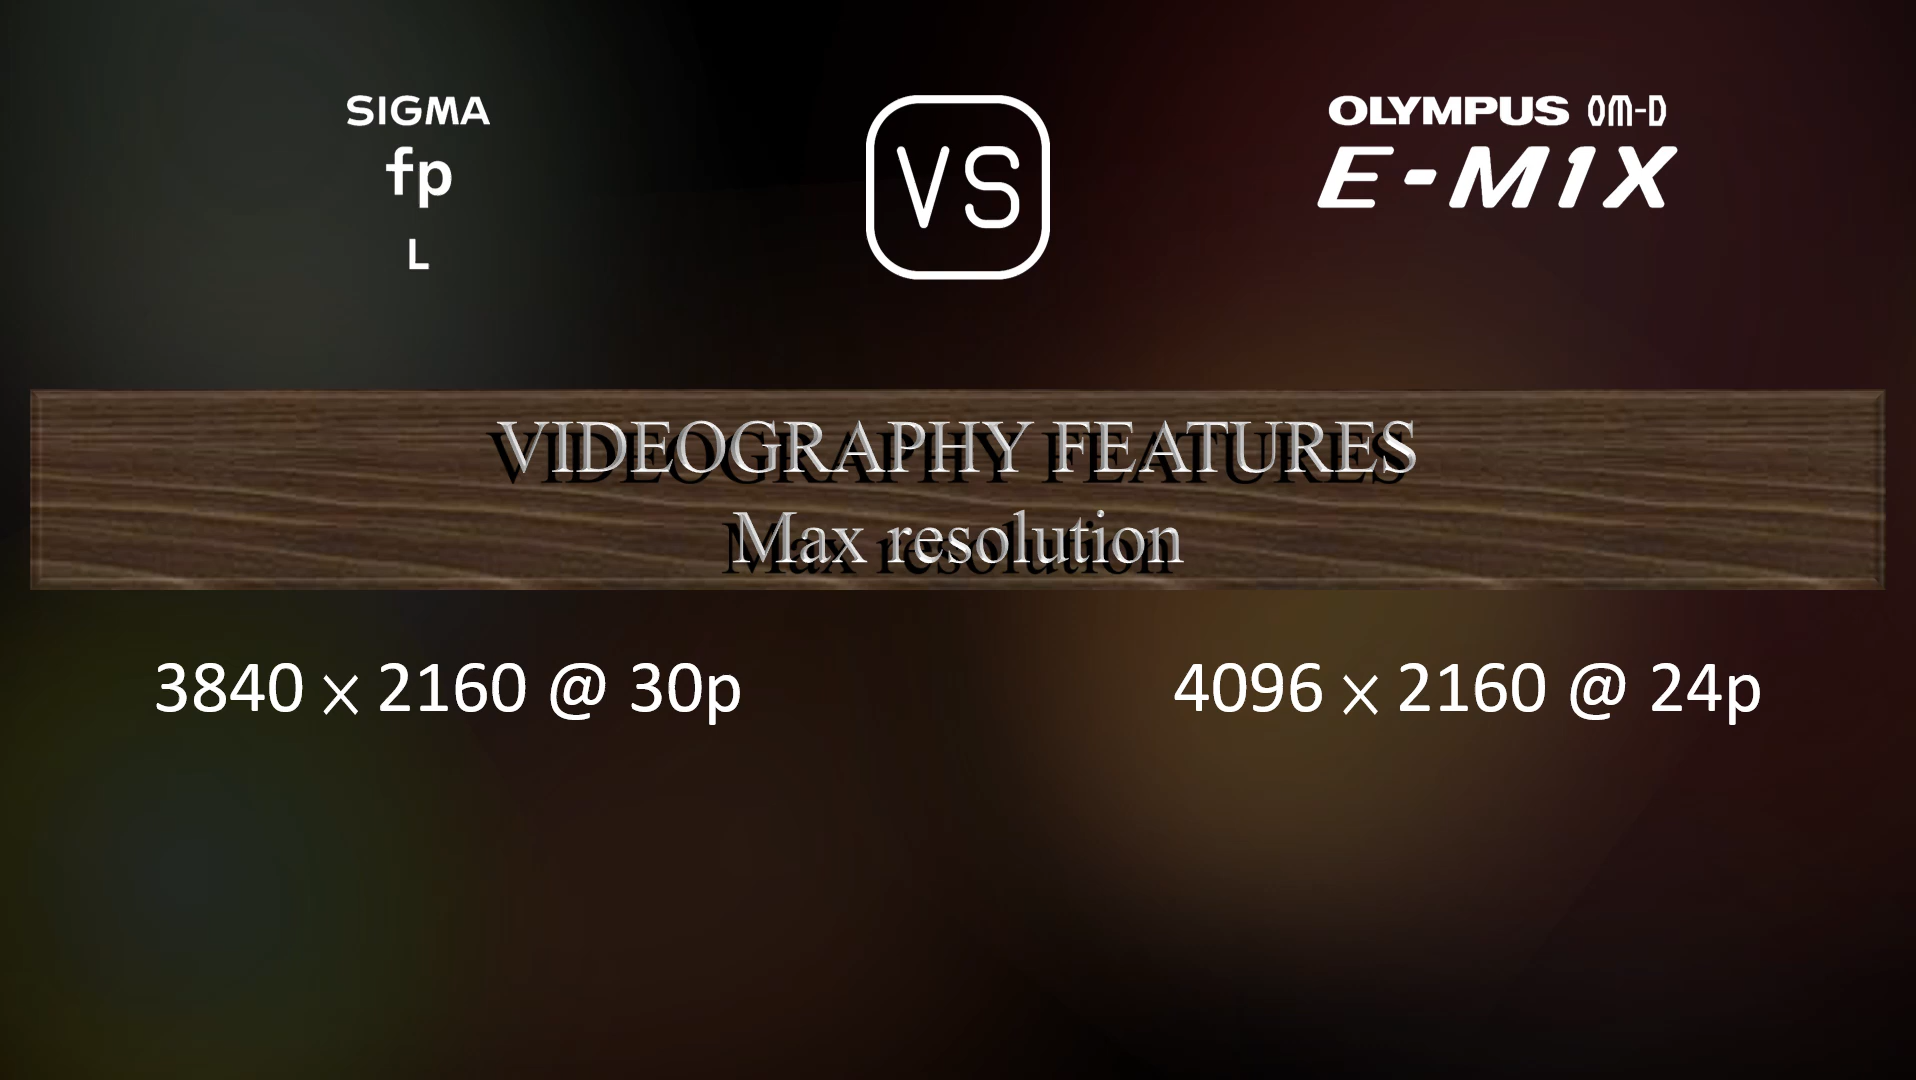 SIGMA
fp
L
VS
OLYMPUS OM-D
E-M1X
VIDEOGRAPHY FEATURES
Max resolution
3840 x 2160 @ 30p
4096 x 2160 @ 24p